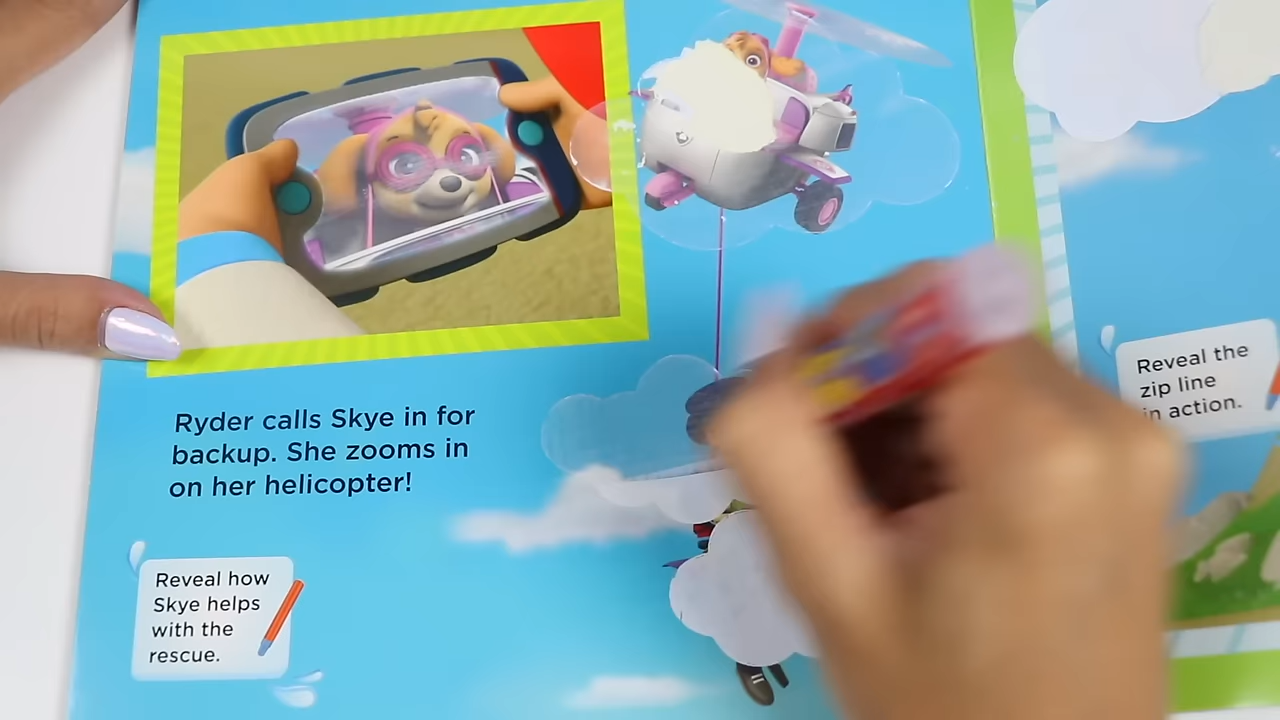 Ryder calls Skye in for
backup. She zooms in
on her helicopter!
Reveal how
Skye helps
with the
rescue.
Reveal the
zip line
in action.